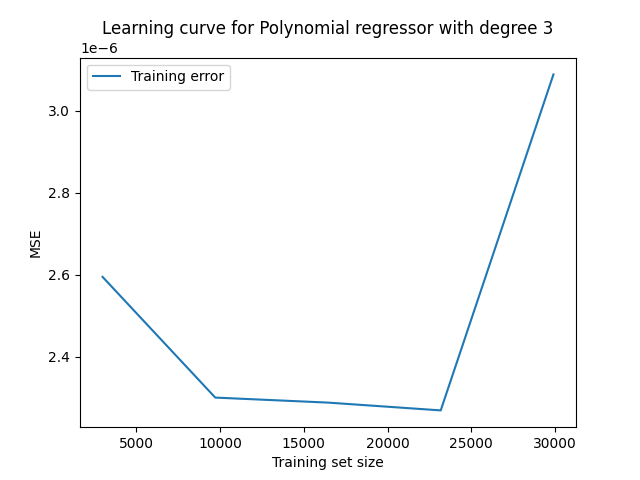 Learning curve for Polynomial regressor with degree 3
1e−6
Training error
3.0
2.8
2.6
2.4
MSE
5000 10000 15000 20000 25000 30000
Training set size